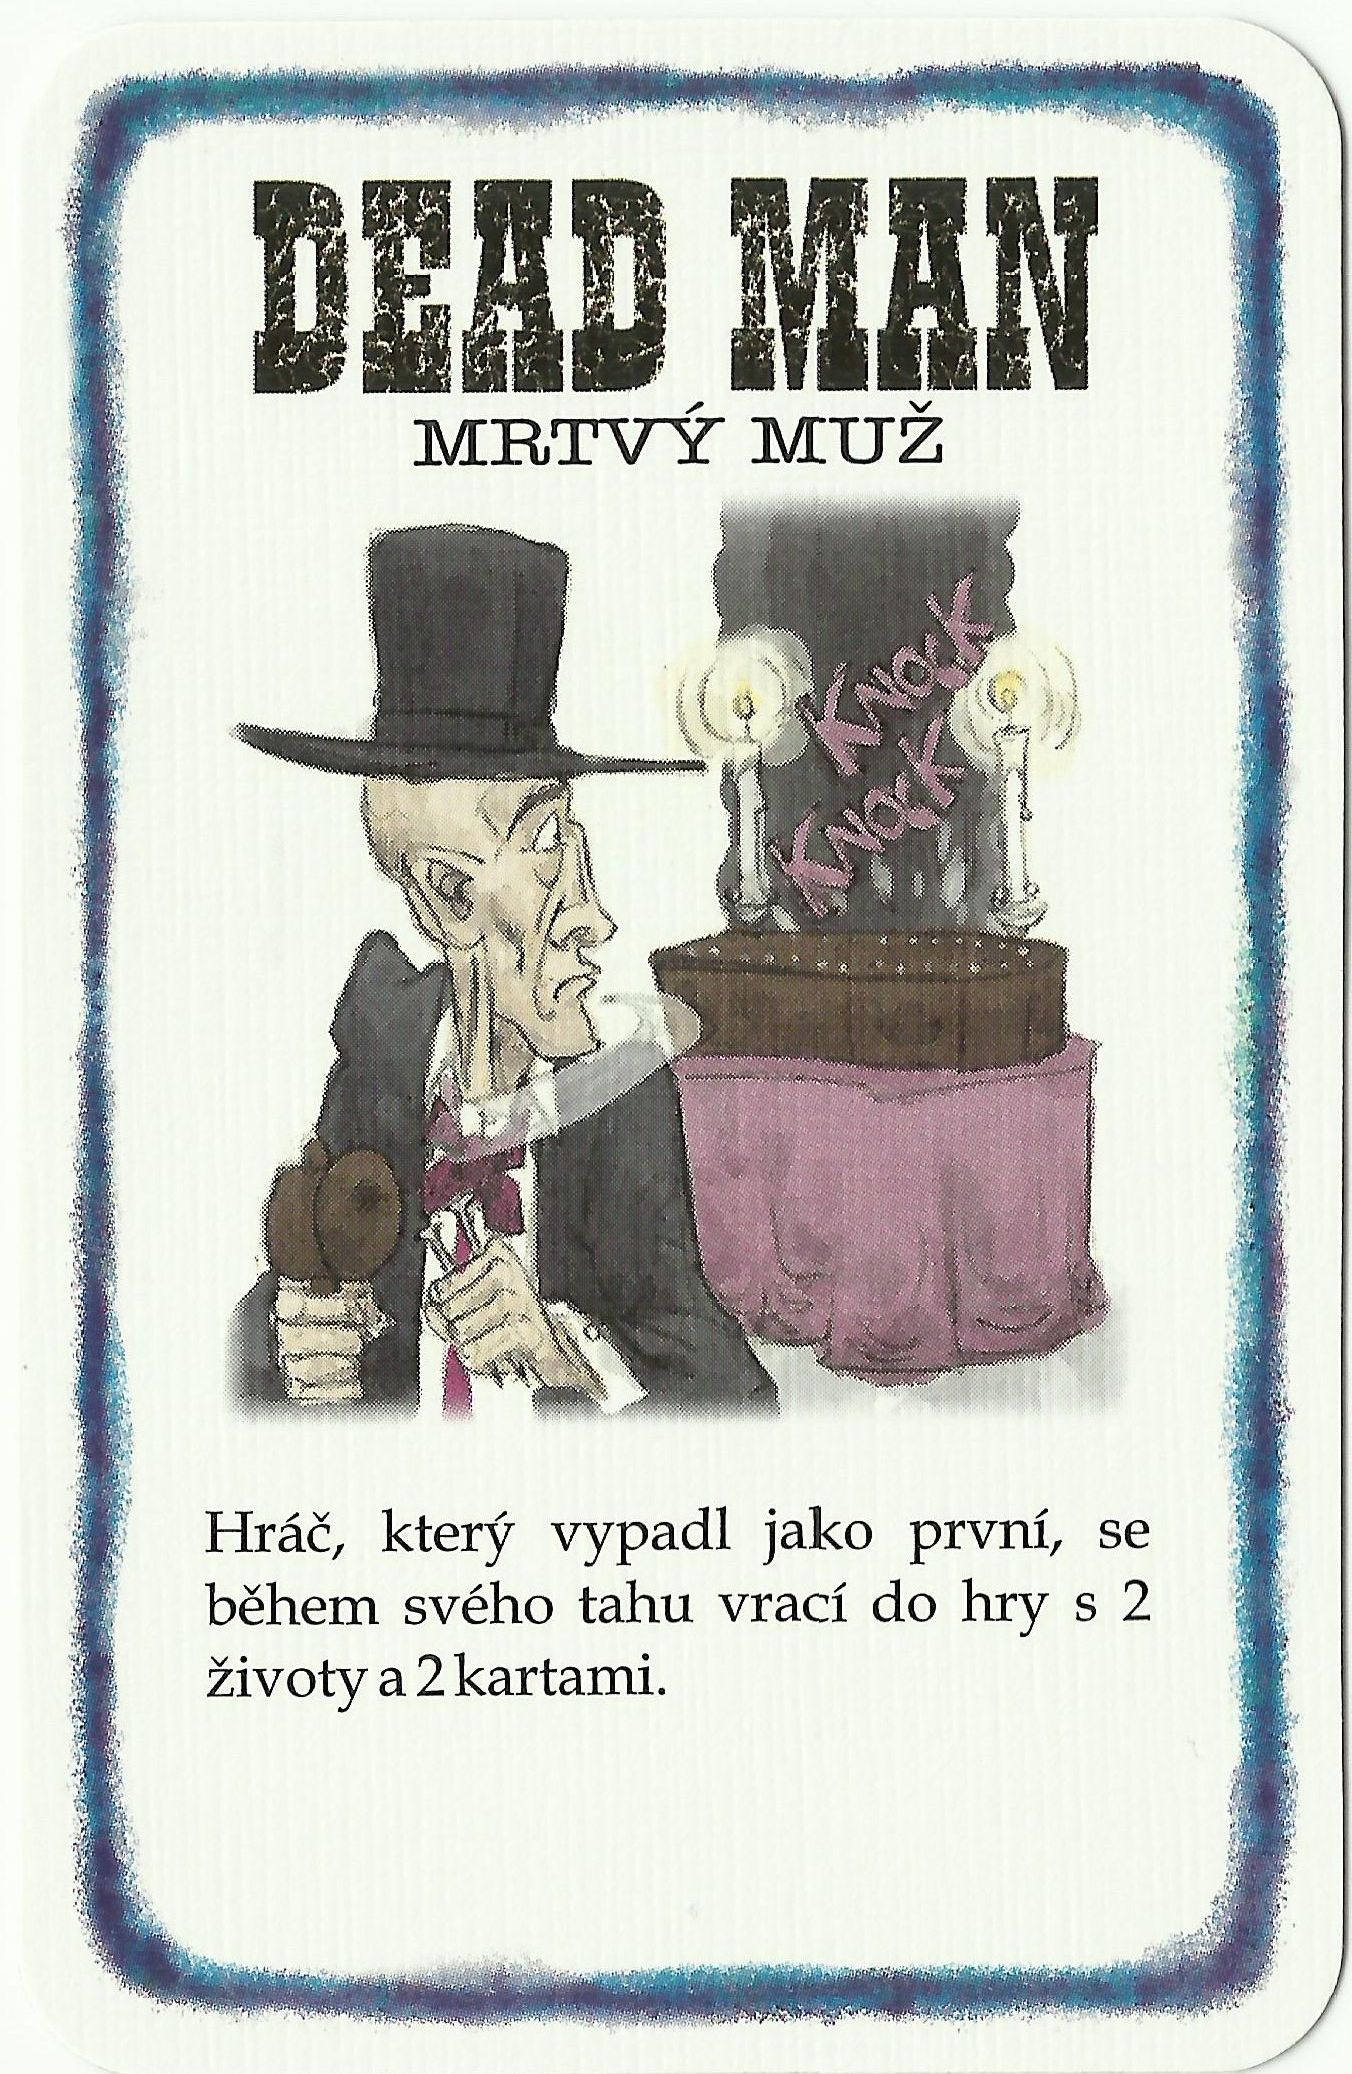 DEAD MAN
MRTVÝ MUŽ
KNOCK
KNOCK
Hráč, který vypadl jako první, se
během svého tahu vrací do hry s 2
životy a 2 kartami.